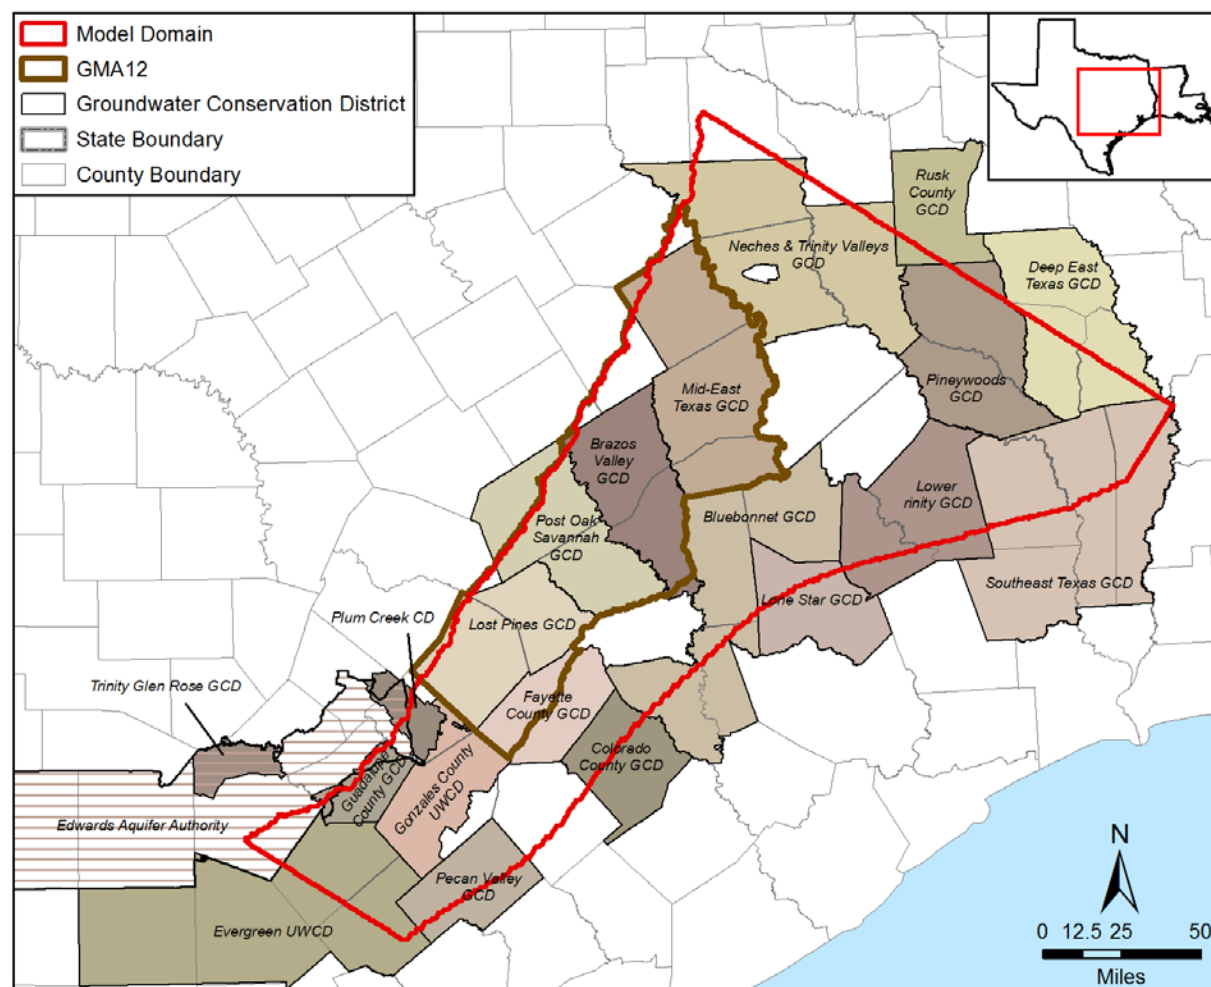 Model Domain
GMA12
Groundwater Conservation District
State Boundary
County Boundary
Rusk
County
GCD
Neches & Trinity Valleys
GCD
Deep East
Texas GCD
Mid-East
Texas GCD
Pineywoods
GCD
Brazos
Valley
GCD
Lower
rinity GCD
Post Oak
Savannah
GCD
Bluebonnet GCD
Southeast Texas GCD
Lone Star GCD
Plum Creek CD
Lost Pines GCD
Trinity Glen Rose GCD
Fayette
County GCD
Colorado
County GCD
Guadalupe
County GCD
Gonzales County
UWCD
Edwards Aquifer Authority
Pecan Valley
GCD
Evergreen UWCD
N
0 12.5 25 50
Miles